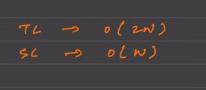 TC → O(2N)
SC → O(N)